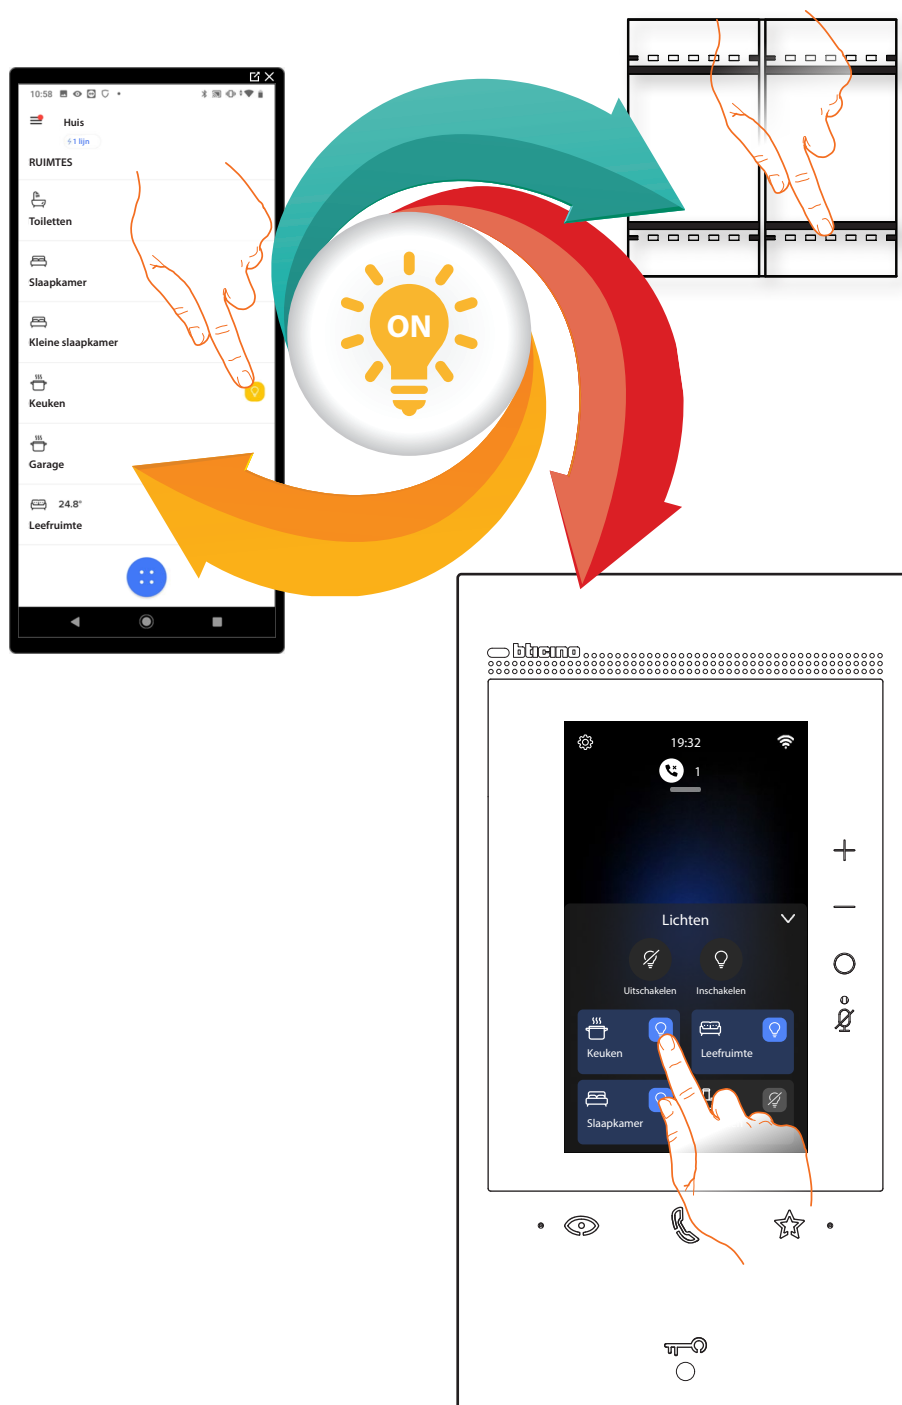 10:58
Huis
1 lijn
RUIMTES
Toiletten
Slaapkamer
Kleine slaapkamer
Keuken
Garage
24.8°
Leefruimte
ON
bticino
19:32
1
Lichten
Uitschakelen Inschakelen
Keuken Leefruimte
Slaapkamer